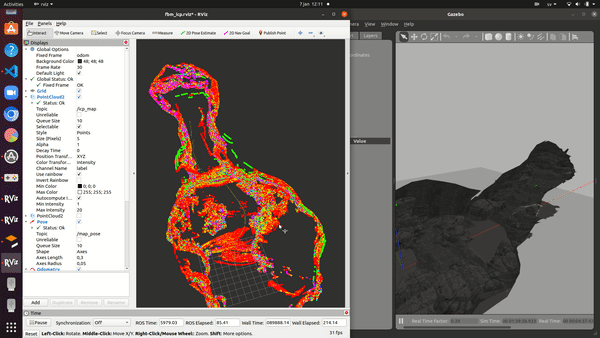 Activities
rviz
7 jan 12:11
sv
fbm_icp.rviz* - RViz
File Panels Help
Interact Move Camera Select Focus Camera Measure 2D Pose Estimate 2D Nav Goal Publish Point
Displays
Global Options
Fixed Frame odom
Background Color 48; 48; 48
Frame Rate 30
Default Light
Global Status: Ok
Fixed Frame OK
Grid
PointCloud2
Status: Ok
Topic /icp_map
Unreliable
Queue Size 10
Selectable
Style Points
Size (Pixels) 5
Alpha 1
Decay Time 0
Position Transf... XYZ
Color Transfor... Intensity
Channel Name label
Use rainbow
Invert Rainbow
Min Color 0; 0; 0
Max Color 255; 255; 255
Autocompute I...
Min Intensity 1
Max Intensity 20
PointCloud2
Pose
Status: Ok
Topic /map_pose
Unreliable
Queue Size 10
Shape Axes
Axes Length 0,3
Axes Radius 0,05
Odometry
Add Duplicate Remove Rename
Time
Pause Synchronization: Off ROS Time: 5979.03 ROS Elapsed: 85.41 Wall Time: Wall Elapsed: 214.14
Reset Left-Click: Rotate. Middle-Click: Move X/Y. Right-Click/Mouse Wheel: Zoom. Shift: More options. 31 fps
Gazebo
Camera View Window Help
Layers
Value
Real Time Factor: Sim Time:
RViz
RViz
RViz